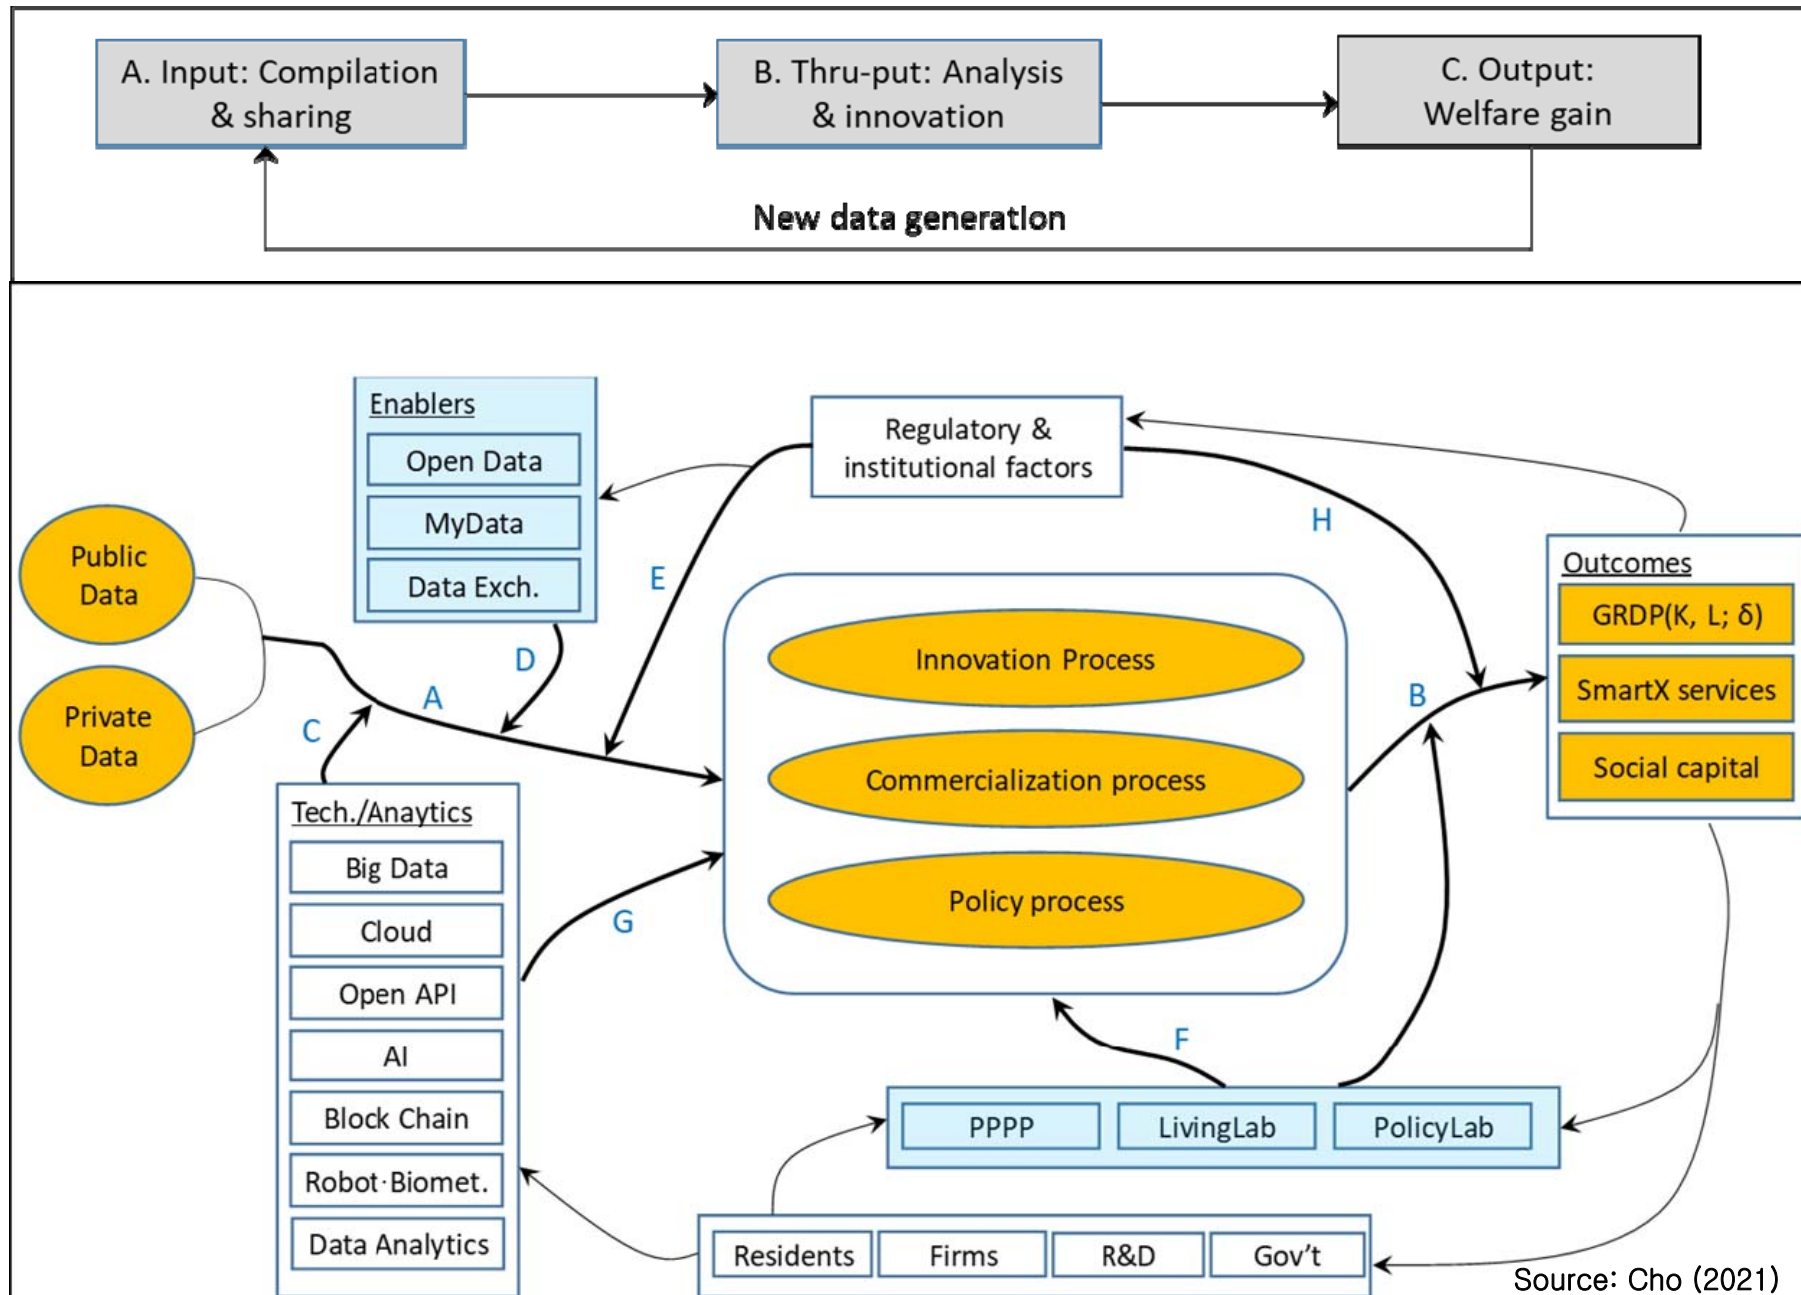 A. Input: Compilation
& sharing
B. Thru-put: Analysis
& innovation
C. Output:
Welfare gain
New data generation
Enablers
Open Data
MyData
Data Exch.
Regulatory &
institutional factors
H
E
D
Public
Data
Private
Data
A
C
B
Innovation Process
Commercialization process
Policy process
Outcomes
GRDP(K, L; δ)
SmartX services
Social capital
Tech./Anaytics
Big Data
Cloud
Open API
AI
Block Chain
Robot·Biomet.
Data Analytics
G
F
PPPP
LivingLab
PolicyLab
Residents
Firms
R&D
Gov't
Source: Cho (2021)